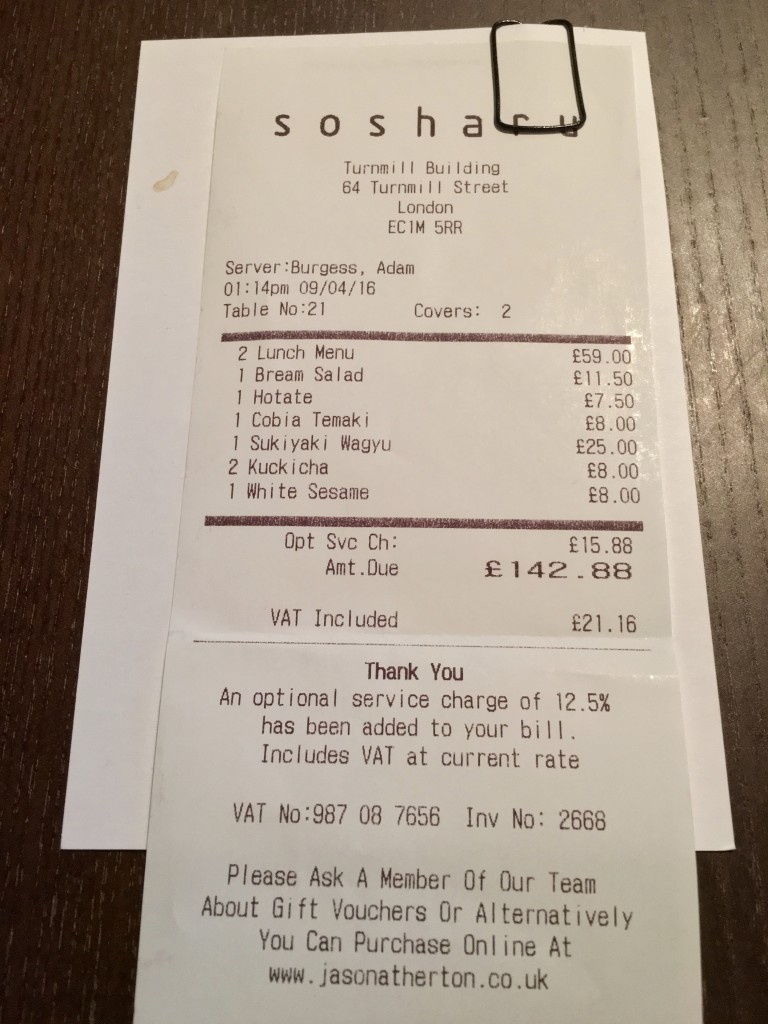 sosharu
Turnmill Building
64 Turnmill Street
London
EC1M 5RR
Server:Burgess, Adam
01:14pm 09/04/16
Table No:21 Covers: 2
2 Lunch Menu £59.00
1 Bream Salad £11.50
1 Hotate £7.50
1 Cobia Temaki £8.00
1 Sukiyaki Wagyu £25.00
2 Kuckicha £8.00
1 White Sesame £8.00
Opt Svc Ch: £15.88
Amt.Due £142.88
VAT Included £21.16
Thank You
An optional service charge of 12.5%
has been added to your bill.
Includes VAT at current rate
VAT No:987 08 7656 Inv No: 2668
Please Ask A Member Of Our Team
About Gift Vouchers Or Alternatively
You Can Purchase Online At
www.jasonatherton.co.uk